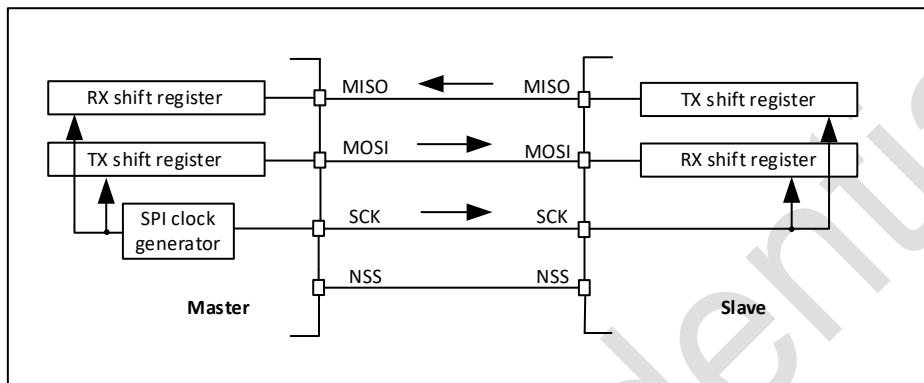 MISO MISO
RX shift register TX shift register
MOSI MOSI
TX shift register RX shift register
SCK SCK
SPI clock
generator
NSS NSS
Master Slave